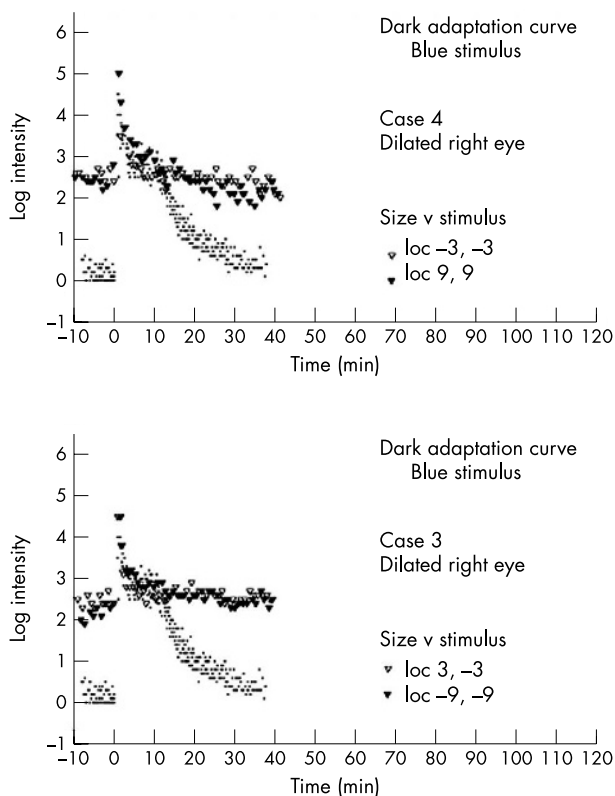 Dark adaptation curve
Blue stimulus
Case 4
Dilated right eye
Size v stimulus
loc –3, –3
loc 9, 9
Log intensity
6
5
4
3
2
1
0
–1
–10 0 10 20 30 40 50 60 70 80 90 100 110 120
Time (min)
Dark adaptation curve
Blue stimulus
Case 3
Dilated right eye
Size v stimulus
loc 3, –3
loc –9, –9
Log intensity
6
5
4
3
2
1
0
–1
–10 0 10 20 30 40 50 60 70 80 90 100 110 120
Time (min)